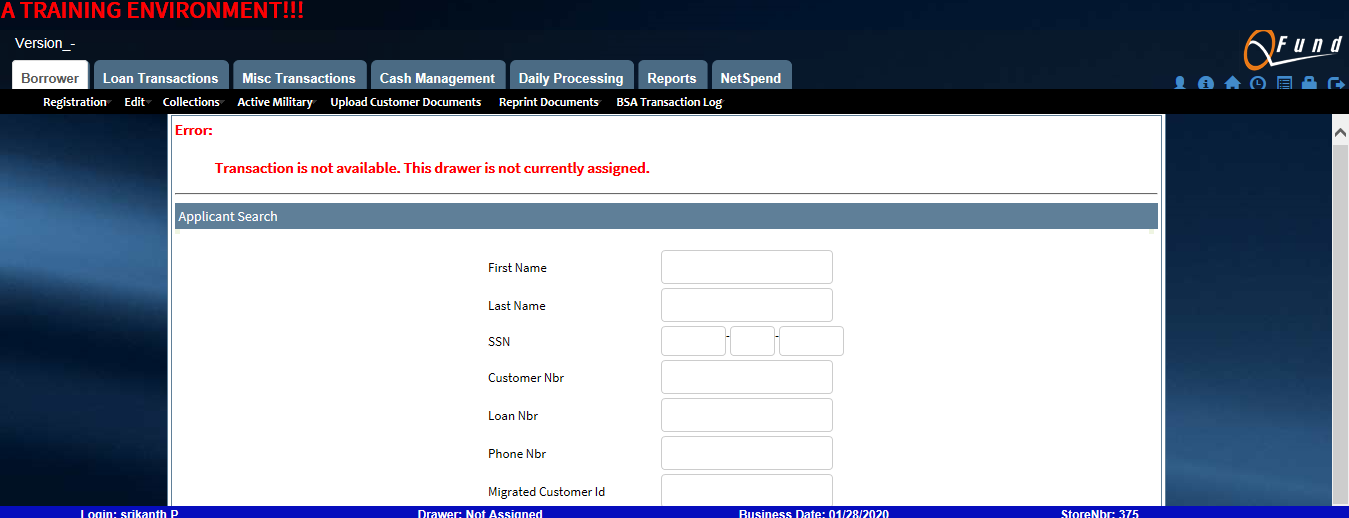 A TRAINING ENVIRONMENT!!!
Version_-
QFund
Borrower Loan Transactions Misc Transactions Cash Management Daily Processing Reports NetSpend
Registration Edit Collections Active Military Upload Customer Documents Reprint Documents BSA Transaction Log
Error:
Transaction is not available. This drawer is not currently assigned.
Applicant Search
First Name
Last Name
SSN - -
Customer Nbr
Loan Nbr
Phone Nbr
Migrated Customer Id
Login: srikanth P Drawer: Not Assigned Business Date: 01/28/2020 StoreNbr: 375